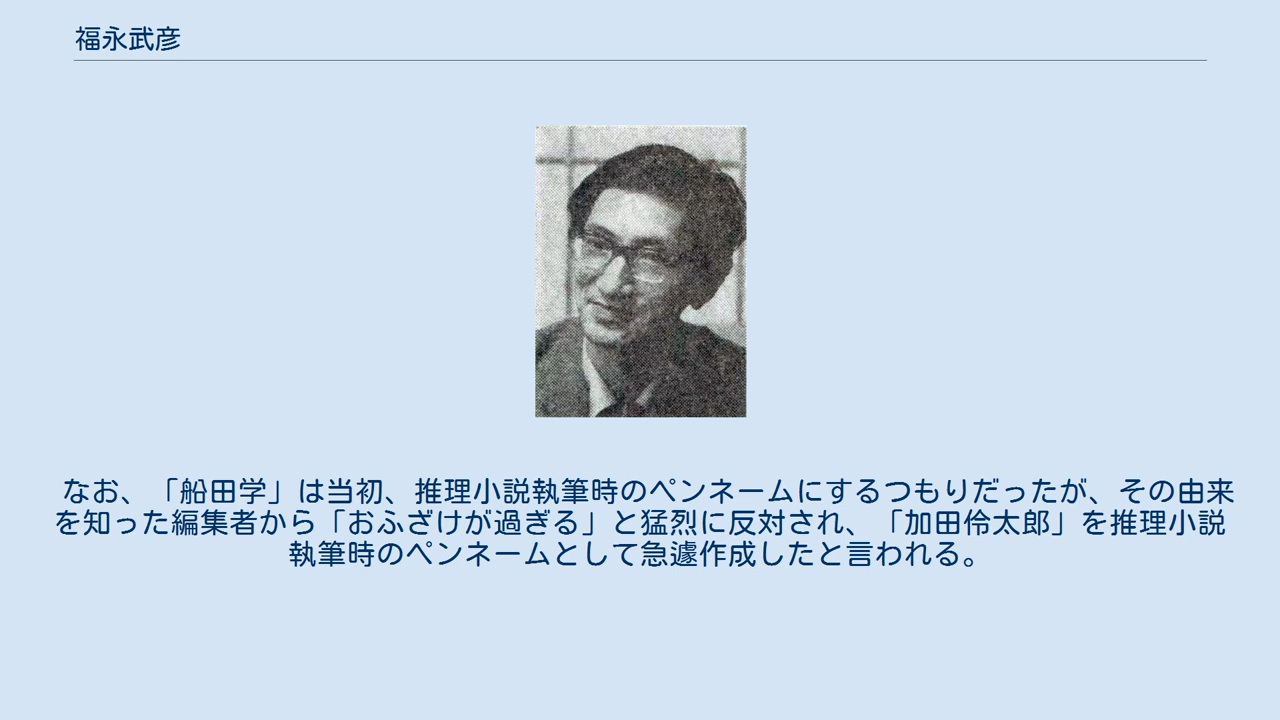 福永武彦
なお、「船田学」は当初、推理小説執筆時のペンネームにするつもりだったが、その由来
を知った編集者から「おふざけが過ぎる」と猛烈に反対され、「加田伶太郎」を推理小説
執筆時のペンネームとして急遽作成したと言われる。